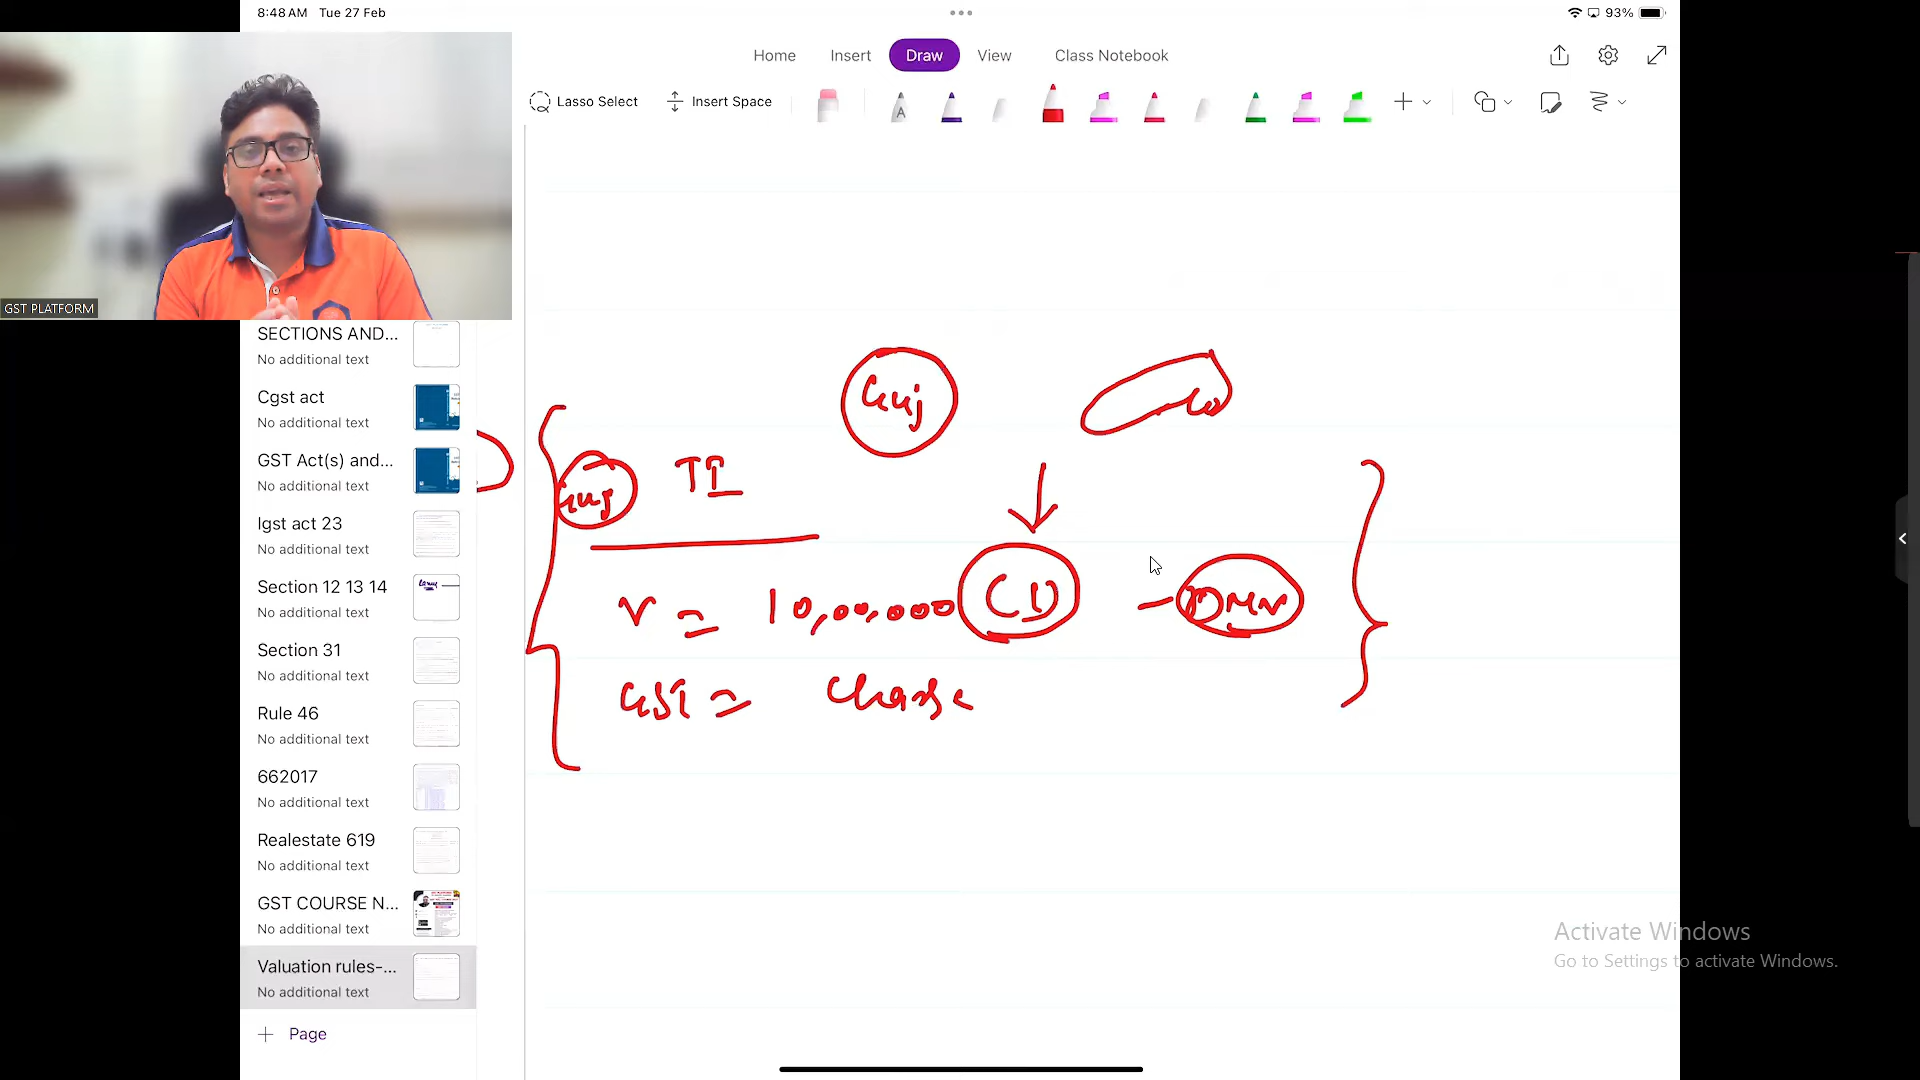 8:48 AM Tue 27 Feb
93%
Home Insert Draw View Class Notebook
Lasso Select Insert Space
A
GST PLATFORM
SECTIONS AND...
No additional text
Cgst act
No additional text
GST Act(s) and...
No additional text
Igst act 23
No additional text
Section 12 13 14
No additional text
Section 31
No additional text
Rule 46
No additional text
662017
No additional text
Realestate 619
No additional text
GST COURSE N...
No additional text
Valuation rules-...
No additional text
Page
Guj
Guj TI
V = 10,00,000 CD - OMV
GST = charge
Activate Windows
Go to Settings to activate Windows.